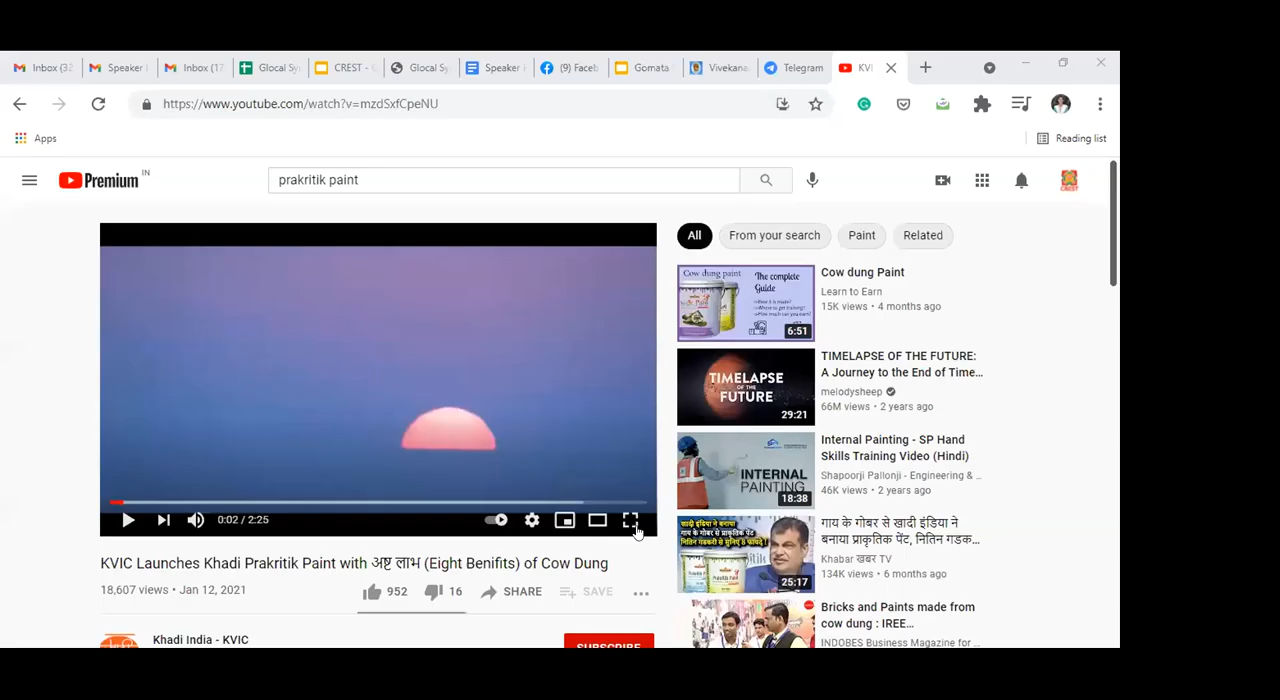 Inbox (32
Speaker
Inbox (17
Glocal Sy
CREST -
Glocal Sy
Speaker
(9) Faceb
Gomata
Vivekana
Telegram
KVI
https://www.youtube.com/watch?v=mzdSxfCpeNU
Apps
Reading list
Premium IN
prakritik paint
CREST
All
From your search
Paint
Related
Cow dung paint
The complete
Guide
6:51
Cow dung Paint
Learn to Earn
15K views • 4 months ago
TIMELAPSE
OF THE
FUTURE
29:21
TIMELAPSE OF THE FUTURE:
A Journey to the End of Time...
melodysheep
66M views • 2 years ago
INTERNAL
PAINTING
18:38
Internal Painting - SP Hand
Skills Training Video (Hindi)
Shapoorji Pallonji - Engineering & ...
46K views • 2 years ago
25:17
गाय के गोबर से खादी इंडिया ने
बनाया प्राकृतिक पेंट, नितिन गडक...
Khabar खबर TV
134K views • 6 months ago
Bricks and Paints made from
cow dung : IREE...
INDOBES Business Magazine for ...
0:02 / 2:25
KVIC Launches Khadi Prakritik Paint with अष्ट लाभ (Eight Benifits) of Cow Dung
18,607 views • Jan 12, 2021
952
16
SHARE
SAVE
Khadi India - KVIC
SUBSCRIBE